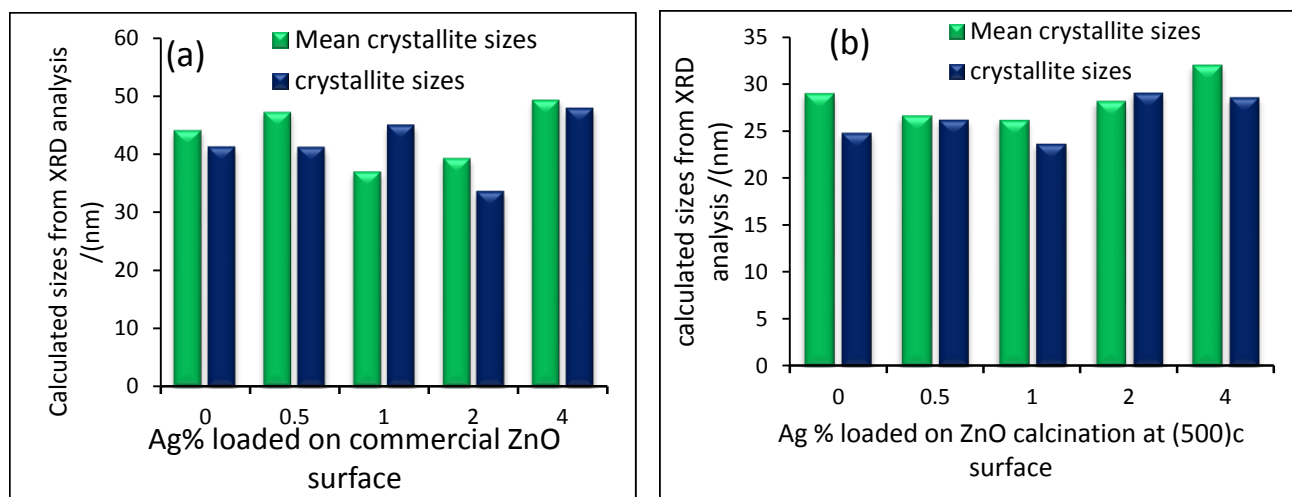 (a)
Mean crystallite sizes
crystallite sizes
Calculated sizes from XRD analysis
/(nm)
60
50
40
30
20
10
0
0 0.5 1 2 4
Ag% loaded on commercial ZnO
surface
(b)
Mean crystallite sizes
crystallite sizes
calculated sizes from XRD
analysis /(nm)
35
30
25
20
15
10
5
0
0 0.5 1 2 4
Ag % loaded on ZnO calcination at (500)c
surface